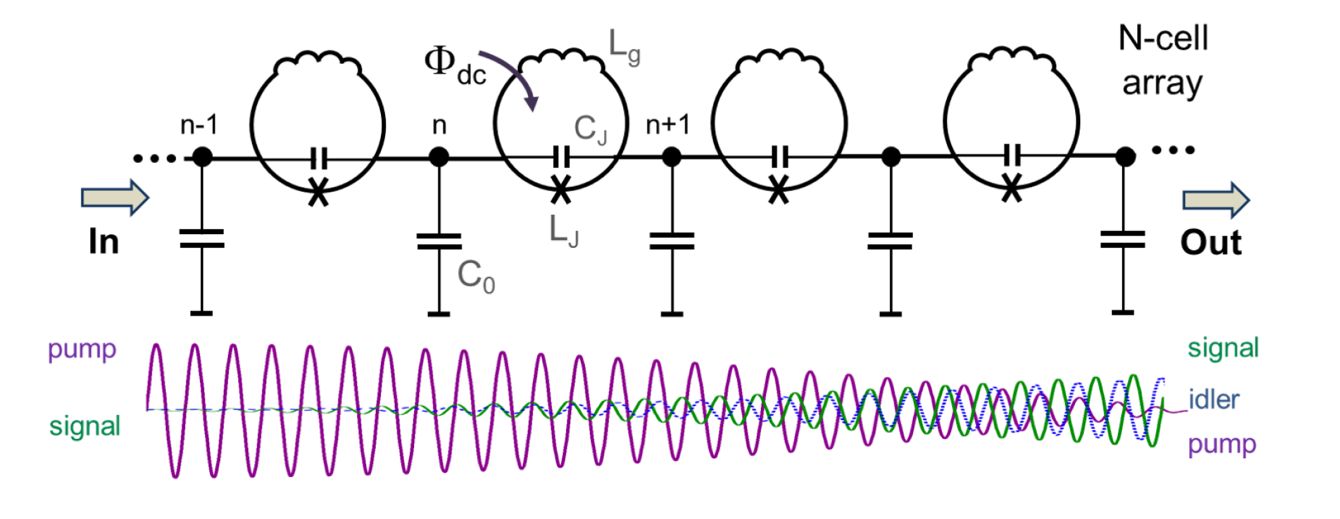 N-cell
array
Φdc
Lg
n-1
n
CJ
n+1
In
LJ
C0
Out
pump
signal
signal
idler
pump